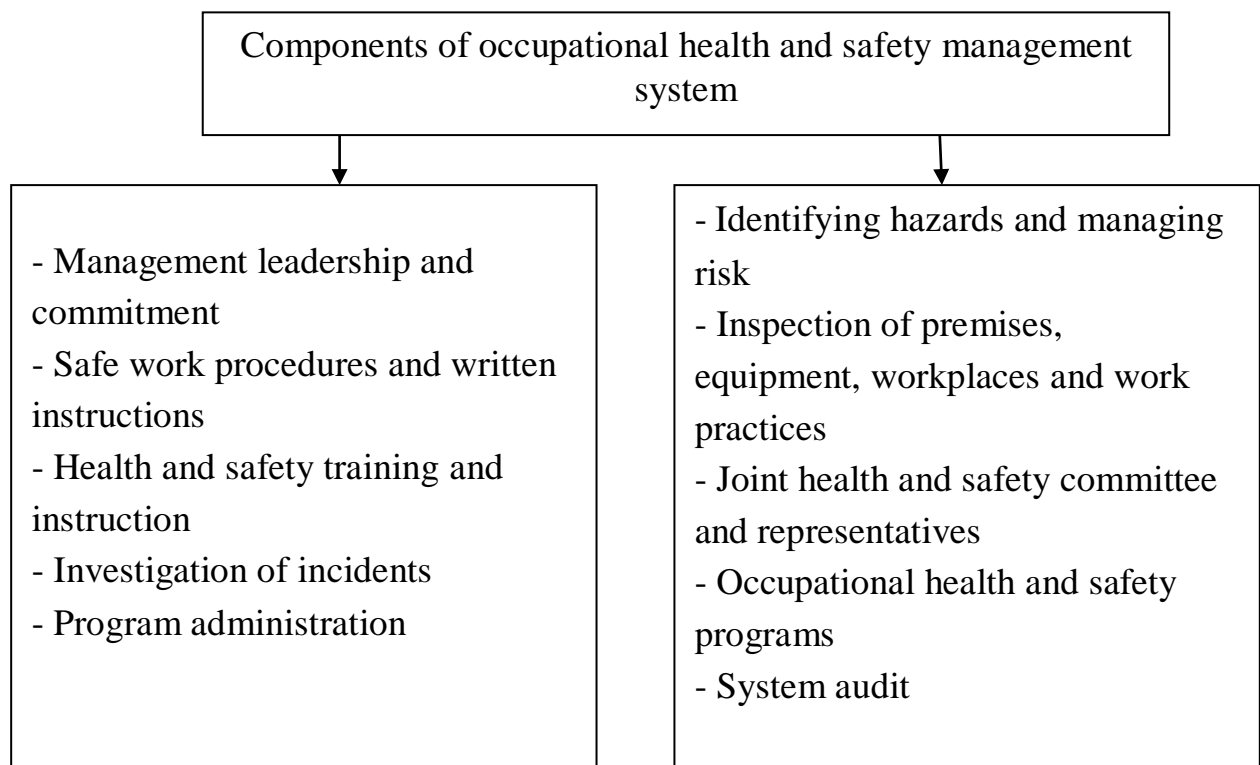 Components of occupational health and safety management
system
- Management leadership and
commitment
- Safe work procedures and written
instructions
- Health and safety training and
instruction
- Investigation of incidents
- Program administration
- Identifying hazards and managing
risk
- Inspection of premises,
equipment, workplaces and work
practices
- Joint health and safety committee
and representatives
- Occupational health and safety
programs
- System audit